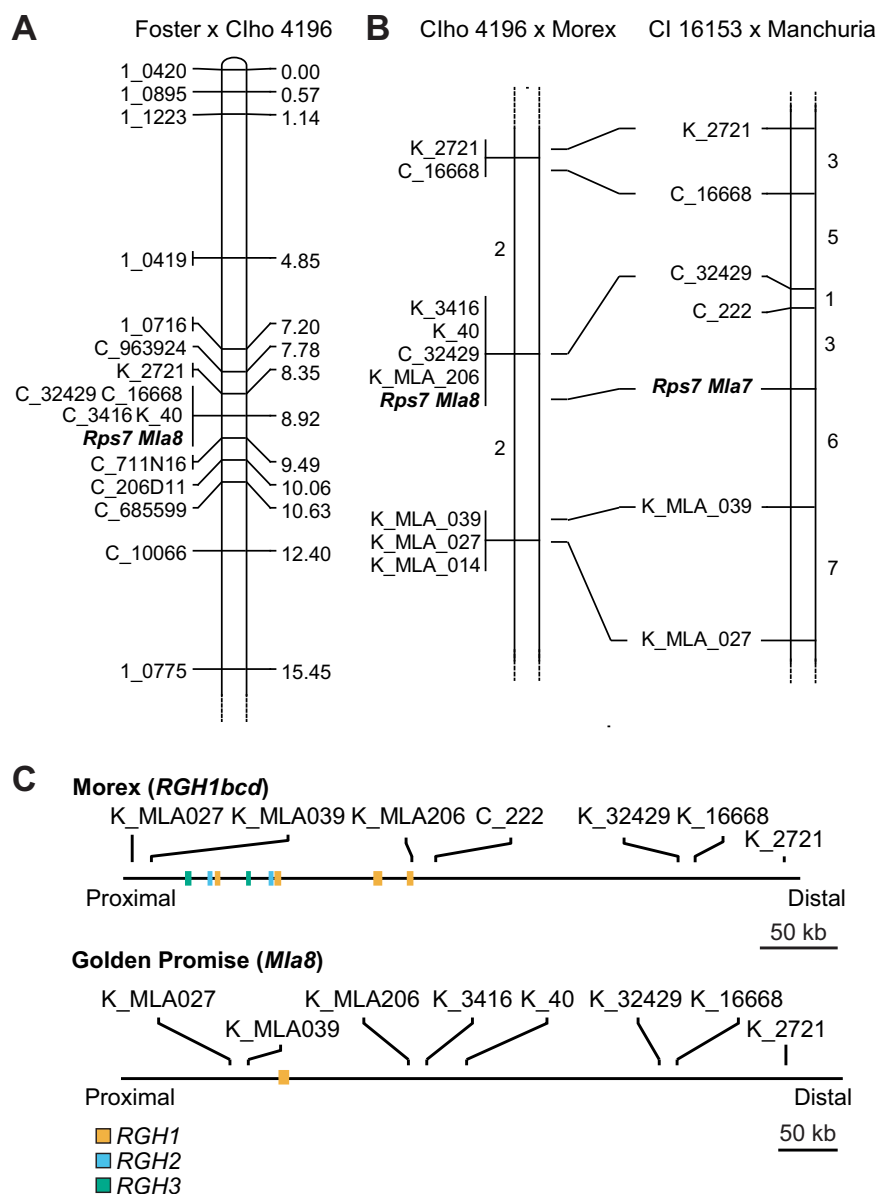 A
Foster x CIho 4196
1_0420 0.00
1_0895 0.57
1_1223 1.14
1_0419 4.85
1_0716 7.20
C_963924 7.78
K_2721 8.35
C_32429 C_16668
C_3416 K_40 8.92
Rps7 Mla8
C_711N16 9.49
C_206D11 10.06
C_685599 10.63
C_10066 12.40
1_0775 15.45
B
CIho 4196 x Morex
K_2721
C_16668
2
K_3416
K_40
C_32429
K_MLA_206
Rps7 Mla8
2
K_MLA_039
K_MLA_027
K_MLA_014
CI 16153 x Manchuria
K_2721
3
C_16668
5
C_32429
1
C_222
3
Rps7 Mla7
6
K_MLA_039
7
K_MLA_027
C
Morex (RGH1bcd)
K_MLA027 K_MLA039 K_MLA206 C_222 K_32429 K_16668
K_2721
Proximal Distal
50 kb
Golden Promise (Mla8)
K_MLA027 K_MLA206 K_3416 K_40 K_32429 K_16668
K_MLA039 K_2721
Proximal Distal
50 kb
RGH1
RGH2
RGH3